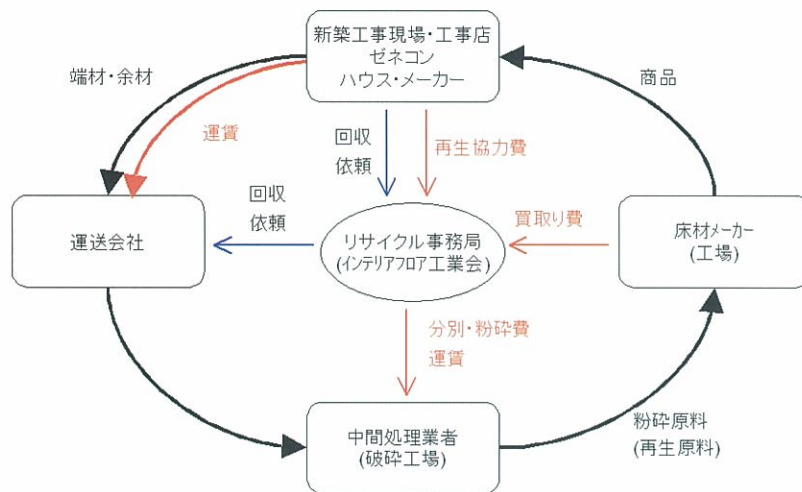 新築工事現場・工事店
ゼネコン
ハウス・メーカー
端材・余材
運賃
回収
依頼
再生協力費
商品
運送会社
回収
依頼
リサイクル事務局
(インテリアフロア工業会)
買取り費
床材メーカー
(工場)
分別・粉砕費
運賃
中間処理業者
(破砕工場)
粉砕原料
(再生原料)